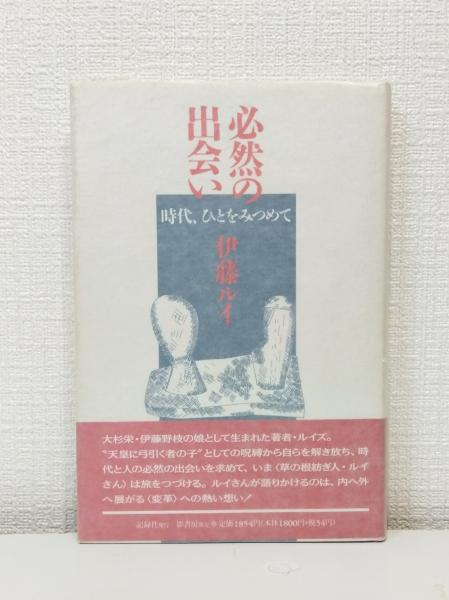 必然の
出会い
時代、ひとをみつめて
伊藤ルイ
大杉栄・伊藤野枝の娘として生まれた著者・ルイズ。
"天皇に弓引く者の子"としての呪縛から自らを解き放ち、時
代と人の必然の出会いを求めて、いま〈草の根紡ぎ人・ルイ
さん〉は旅をつづける。ルイさんが語りかけるのは、内へ外
へ展がる〈変革〉への熱い想い!
記録社発行 影書房発売 定価1854円(本体1800円・税54円)